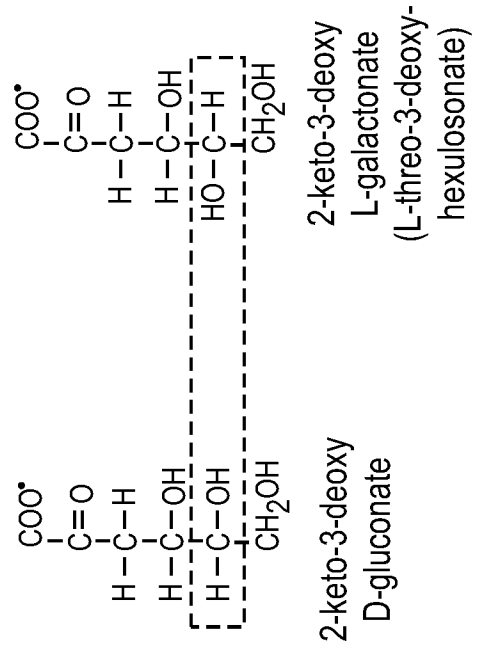 COO•
C=O
H–C–H
H–C–OH
H–C–OH
CH₂OH
2-keto-3-deoxy
D-gluconate
COO•
C=O
H–C–H
H–C–OH
HO–C–H
CH₂OH
2-keto-3-deoxy
L-galactonate
(L-threo-3-deoxy-
hexulosonate)